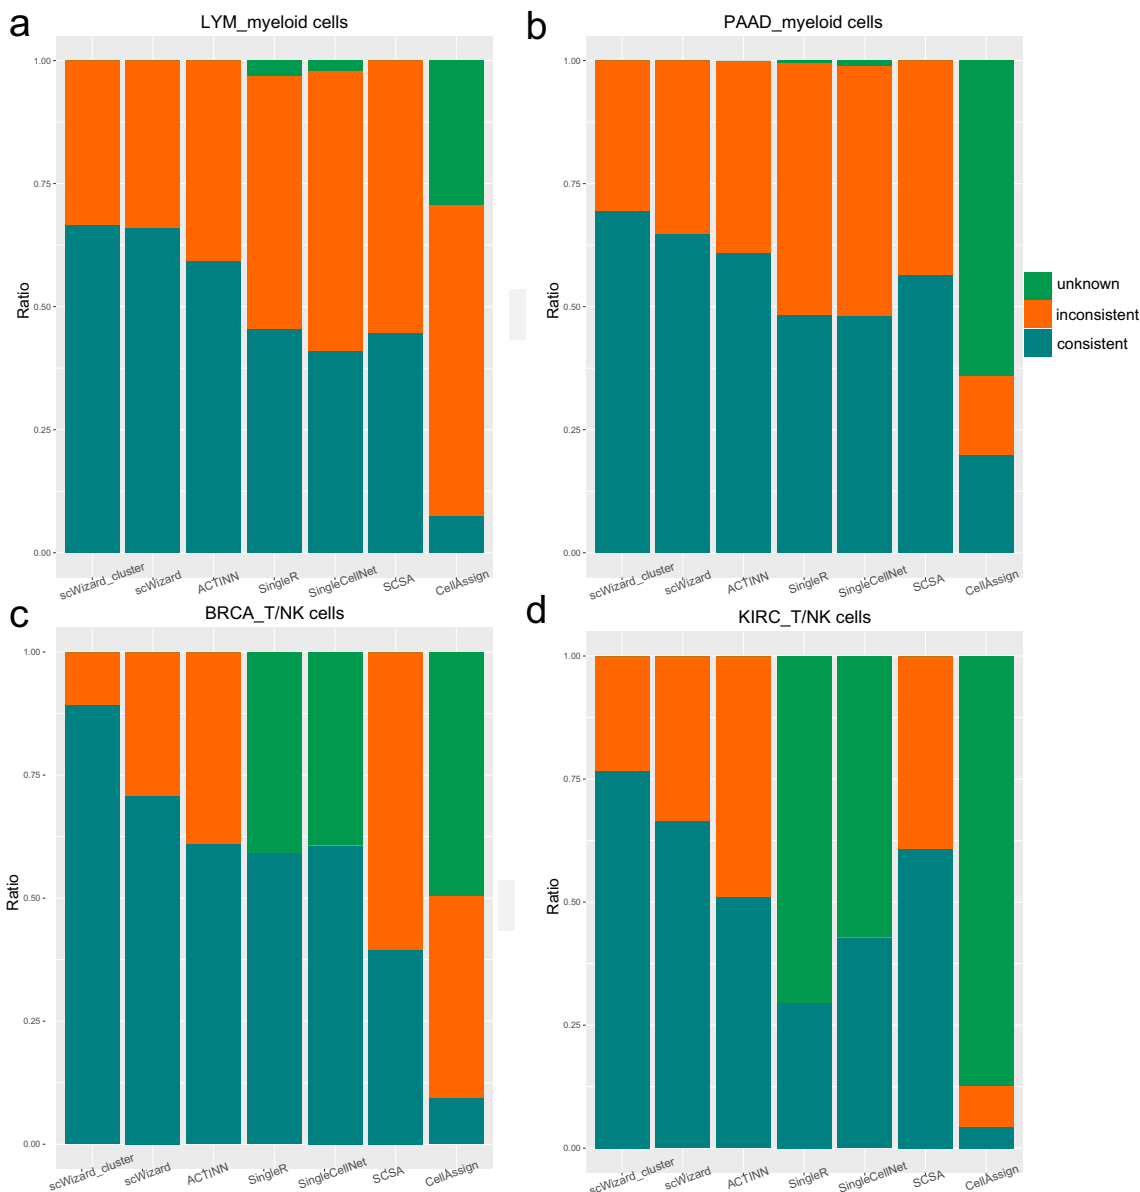 a
LYM_myeloid cells
1.00
0.75
0.50
0.25
0.00
Ratio
scWizard_cluster
scWizard
ACTINN
SingleR
SingleCellNet
SCSA
CellAssign
b
PAAD_myeloid cells
1.00
0.75
0.50
0.25
0.00
Ratio
scWizard_cluster
scWizard
ACTINN
SingleR
SingleCellNet
SCSA
CellAssign
unknown
inconsistent
consistent
c
BRCA_T/NK cells
1.00
0.75
0.50
0.25
0.00
Ratio
scWizard_cluster
scWizard
ACTINN
SingleR
SingleCellNet
SCSA
CellAssign
d
KIRC_T/NK cells
1.00
0.75
0.50
0.25
0.00
Ratio
scWizard_cluster
scWizard
ACTINN
SingleR
SingleCellNet
SCSA
CellAssign